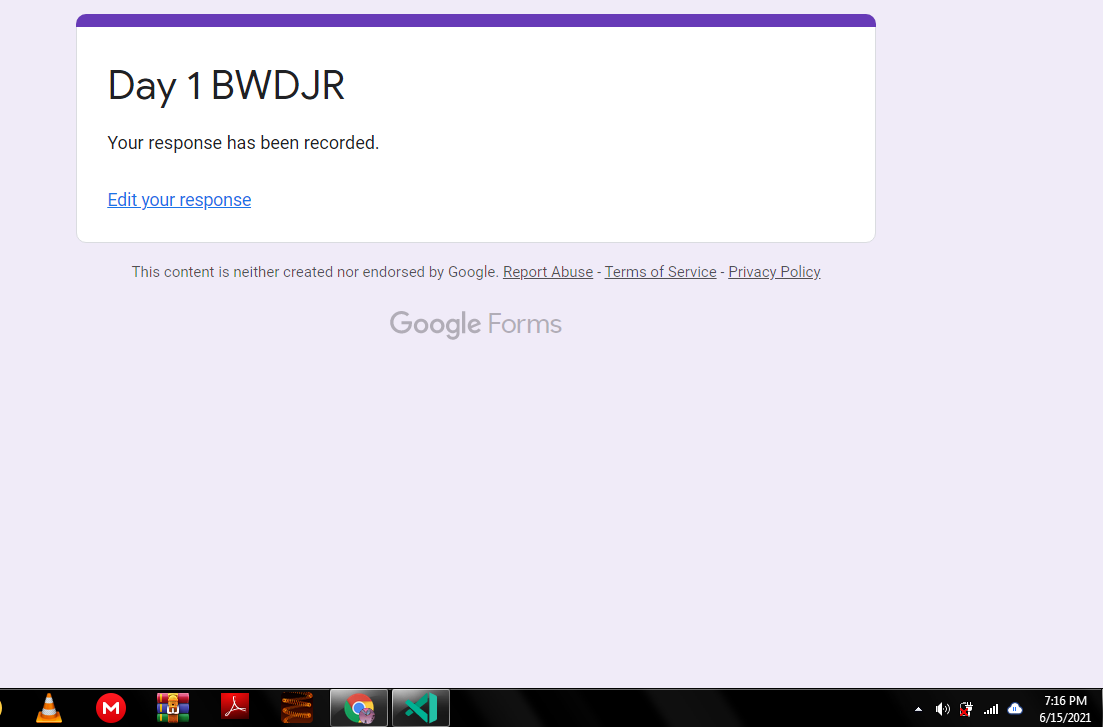 Day 1 BWDJR
Your response has been recorded.
Edit your response
This content is neither created nor endorsed by Google. Report Abuse - Terms of Service - Privacy Policy
Google Forms
7:16 PM
6/15/2021